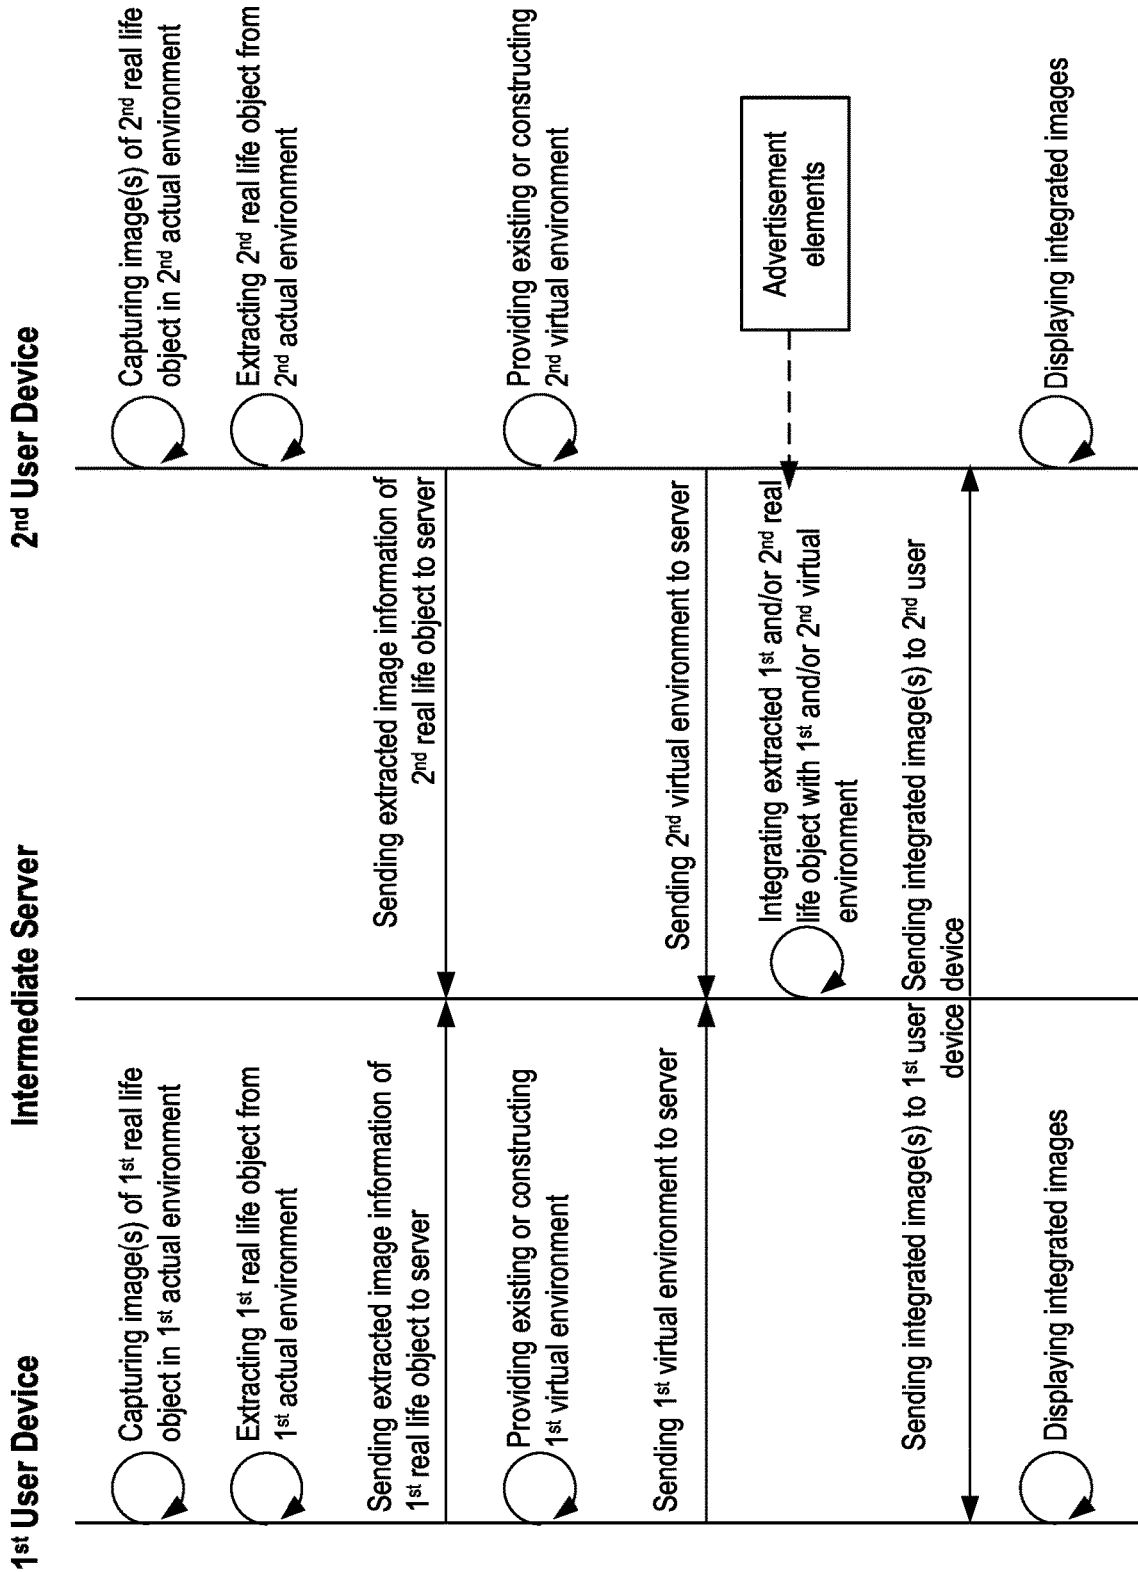 1st User Device
Intermediate Server
2nd User Device
Capturing image(s) of 1st real life
object in 1st actual environment
Capturing image(s) of 2nd real life
object in 2nd actual environment
Extracting 1st real life object from
1st actual environment
Extracting 2nd real life object from
2nd actual environment
Sending extracted image information of
1st real life object to server
Sending extracted image information of
2nd real life object to server
Providing existing or constructing
1st virtual environment
Providing existing or constructing
2nd virtual environment
Sending 1st virtual environment to server
Sending 2nd virtual environment to server
Integrating extracted 1st and/or 2nd real
life object with 1st and/or 2nd virtual
environment
Advertisement
elements
Sending integrated image(s) to 1st user
device
Sending integrated image(s) to 2nd user
device
Displaying integrated images
Displaying integrated images